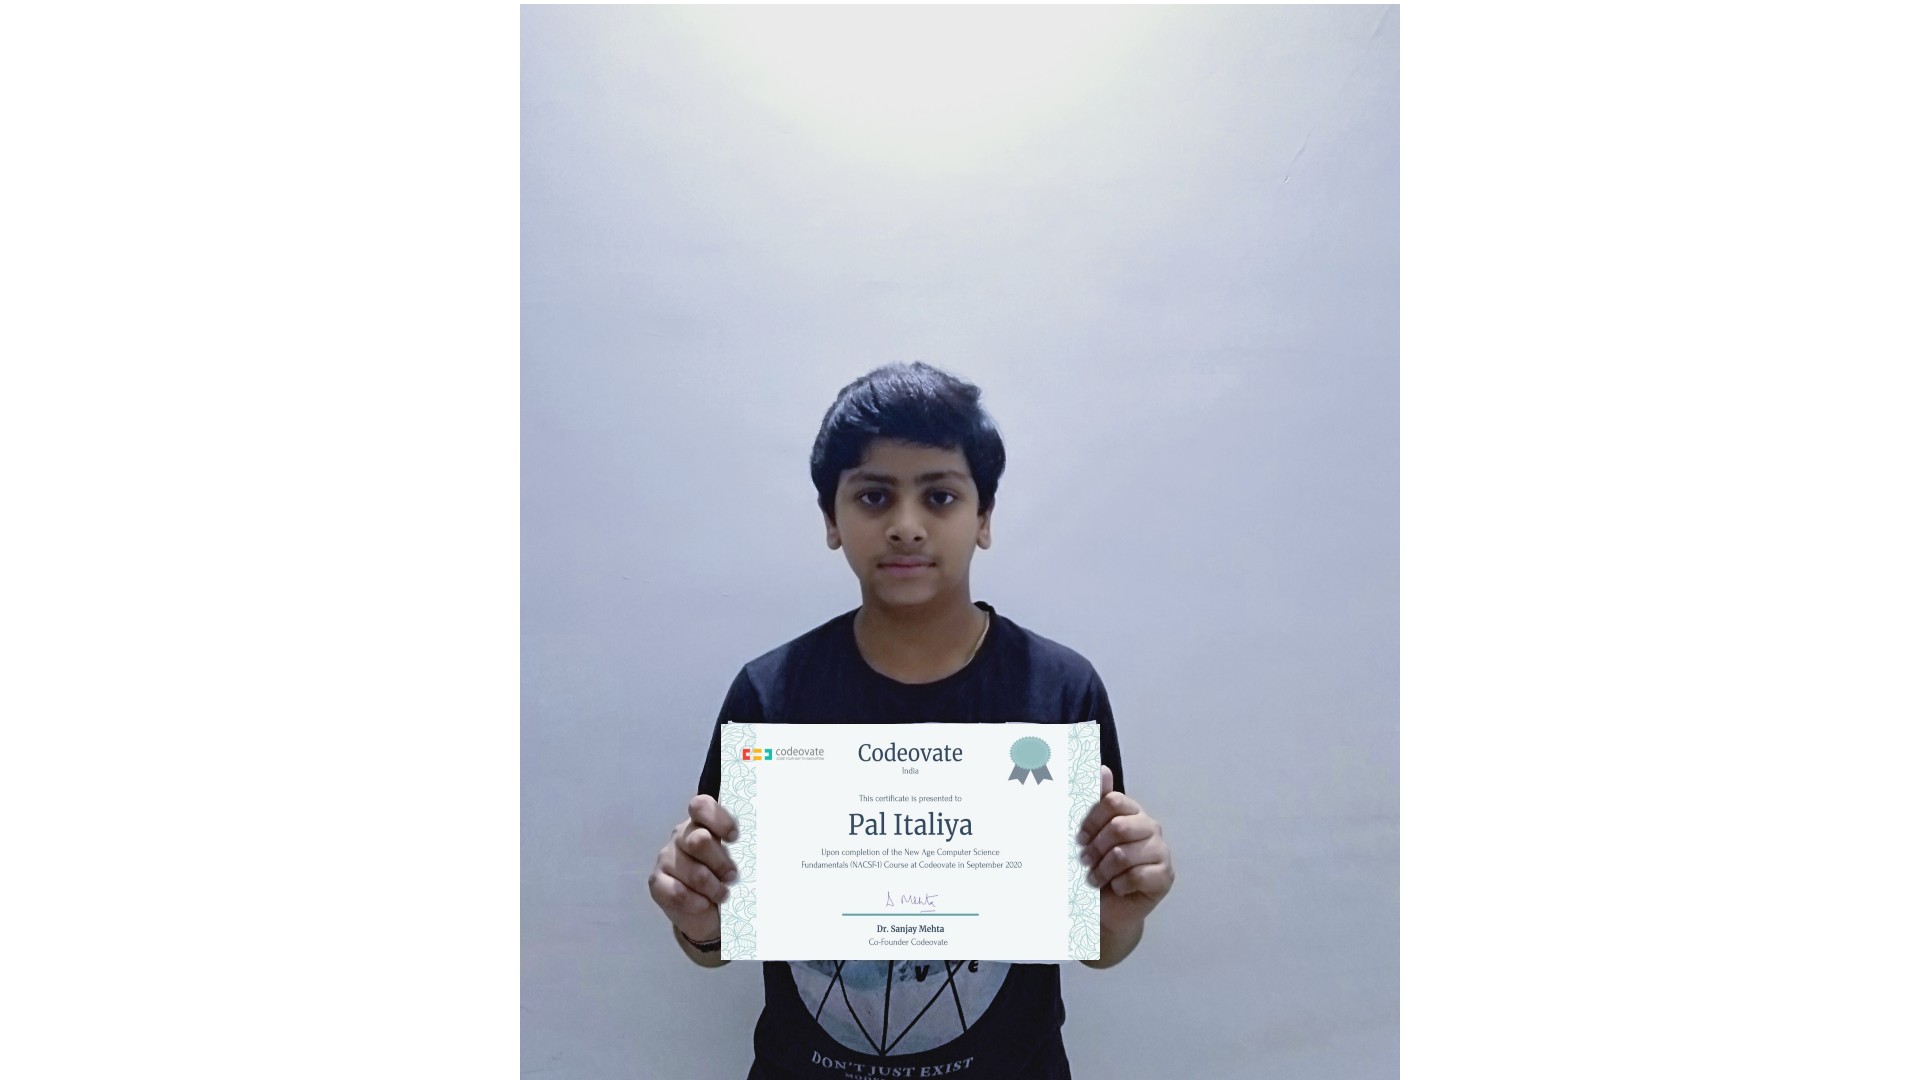 codeovate
Codeovate
India
This certificate is presented to
Pal Italiya
Upon completion of the New Age Computer Science
Fundamentals (NACSF-1) Course at Codeovate in September 2020
S Mehta
Dr. Sanjay Mehta
Co-Founder Codeovate
DON'T JUST EXIST